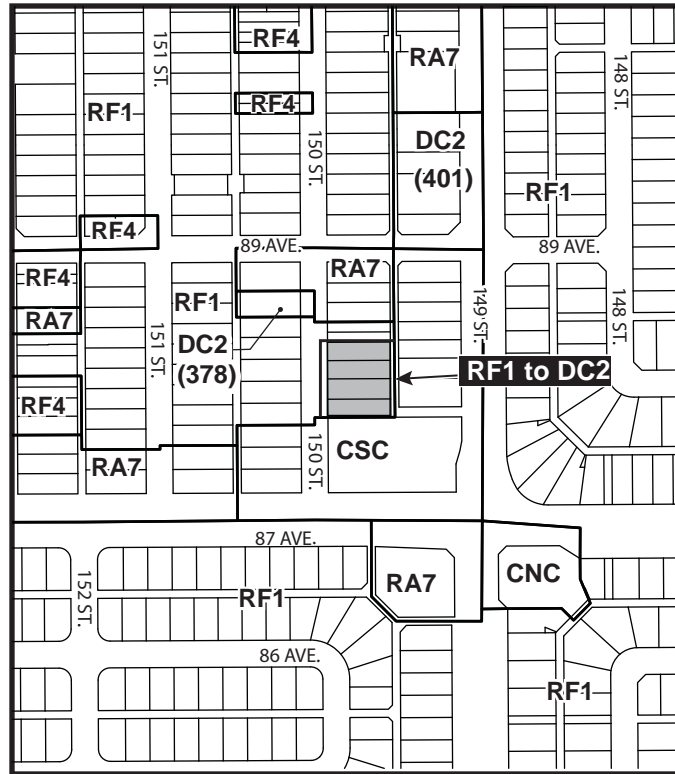 RF4
RA7
151 ST.
148 ST.
RF1
RF4
150 ST.
DC2
(401)
RF1
RF4
89 AVE.
89 AVE.
RF4
RA7
RF1
RA7
DC2
(378)
151 ST.
149 ST.
148 ST.
RF1 to DC2
RF4
RA7
CSC
150 ST.
87 AVE.
152 ST.
RF1
RA7
CNC
86 AVE.
RF1